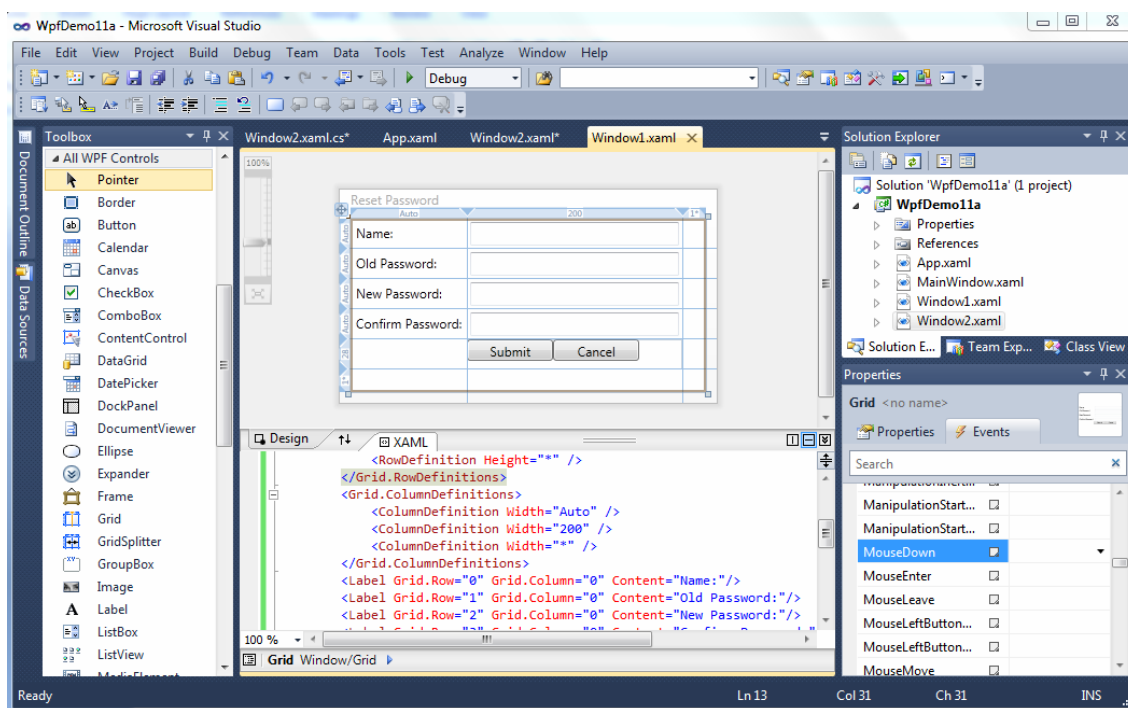 WpfDemo11a - Microsoft Visual Studio
File Edit View Project Build Debug Team Data Tools Test Analyze Window Help
Debug
Document Outline
Data Sources
Toolbox
All WPF Controls
Pointer
Border
Button
Calendar
Canvas
CheckBox
ComboBox
ContentControl
DataGrid
DatePicker
DockPanel
DocumentViewer
Ellipse
Expander
Frame
Grid
GridSplitter
GroupBox
Image
Label
ListBox
ListView
MediaElement
Window2.xaml.cs* App.xaml Window2.xaml* Window1.xaml
100%
Reset Password
Auto 200 1*
Auto Name:
Auto Old Password:
Auto New Password:
Auto Confirm Password:
28 Submit Cancel
1*
Design XAML
<RowDefinition Height="*" />
</Grid.RowDefinitions>
<Grid.ColumnDefinitions>
<ColumnDefinition Width="Auto" />
<ColumnDefinition Width="200" />
<ColumnDefinition Width="*" />
</Grid.ColumnDefinitions>
<Label Grid.Row="0" Grid.Column="0" Content="Name:"/>
<Label Grid.Row="1" Grid.Column="0" Content="Old Password:"/>
<Label Grid.Row="2" Grid.Column="0" Content="New Password:"/>
100 %
Grid Window/Grid
Solution Explorer
Solution 'WpfDemo11a' (1 project)
WpfDemo11a
Properties
References
App.xaml
MainWindow.xaml
Window1.xaml
Window2.xaml
Solution E... Team Exp... Class View
Properties
Grid <no name>
Properties Events
Search
ManipulationStart...
ManipulationStart...
MouseDown
MouseEnter
MouseLeave
MouseLeftButton...
MouseLeftButton...
MouseMove
Ready Ln 13 Col 31 Ch 31 INS